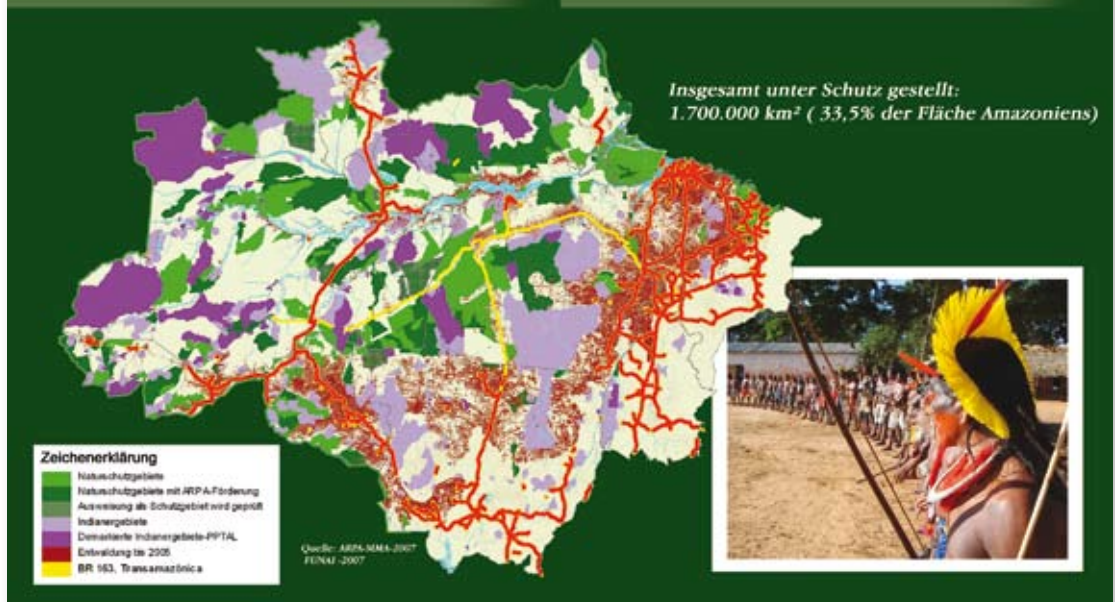 Insgesamt unter Schutz gestellt:
1.700.000 km² ( 33,5% der Fläche Amazoniens)
Zeichenerklärung
Naturschutzgebiete
Naturschutzgebiete mit ARPA-Förderung
Ausweisung als Schutzgebiet wird geprüft
Indianergebiete
Demarkierte Indianergebiete-PPTAL
Entwaldung bis 2005
BR 163, Transamazônica
Quelle: ARPA-MMA-2007
FUNAI -2007